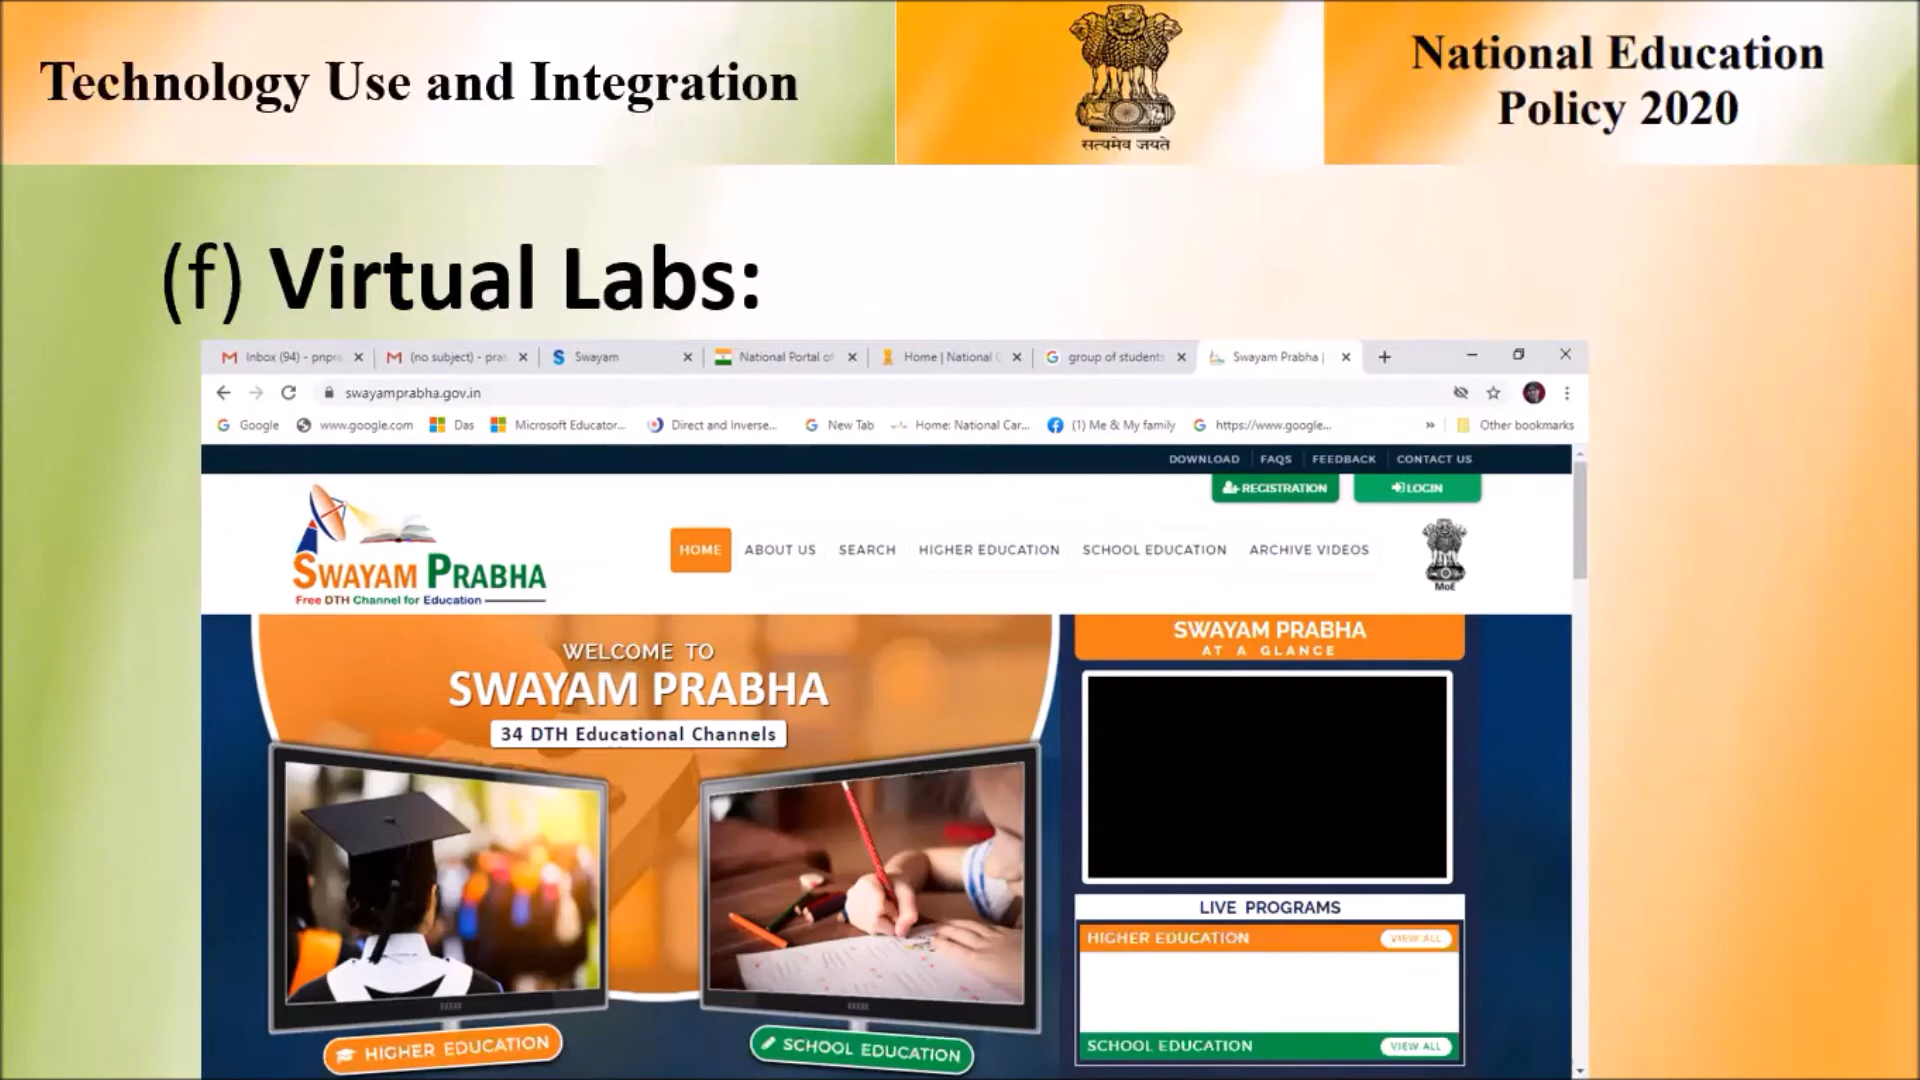 Technology Use and Integration
सत्यमेव जयते
National Education
Policy 2020
(f) Virtual Labs:
Inbox (94) - pnpra
(no subject) - prat
Swayam
National Portal of
Home | National
group of students
Swayam Prabha |
swayamprabha.gov.in
Google
www.google.com
Das
Microsoft Educator...
Direct and Inverse...
New Tab
Home: National Car...
(1) Me & My family
https://www.google...
Other bookmarks
DOWNLOAD
FAQS
FEEDBACK
CONTACT US
REGISTRATION
LOGIN
SWAYAM PRABHA
Free DTH Channel for Education
HOME
ABOUT US
SEARCH
HIGHER EDUCATION
SCHOOL EDUCATION
ARCHIVE VIDEOS
MoE
WELCOME TO
SWAYAM PRABHA
34 DTH Educational Channels
HIGHER EDUCATION
SCHOOL EDUCATION
SWAYAM PRABHA
AT A GLANCE
LIVE PROGRAMS
HIGHER EDUCATION
VIEW ALL
SCHOOL EDUCATION
VIEW ALL